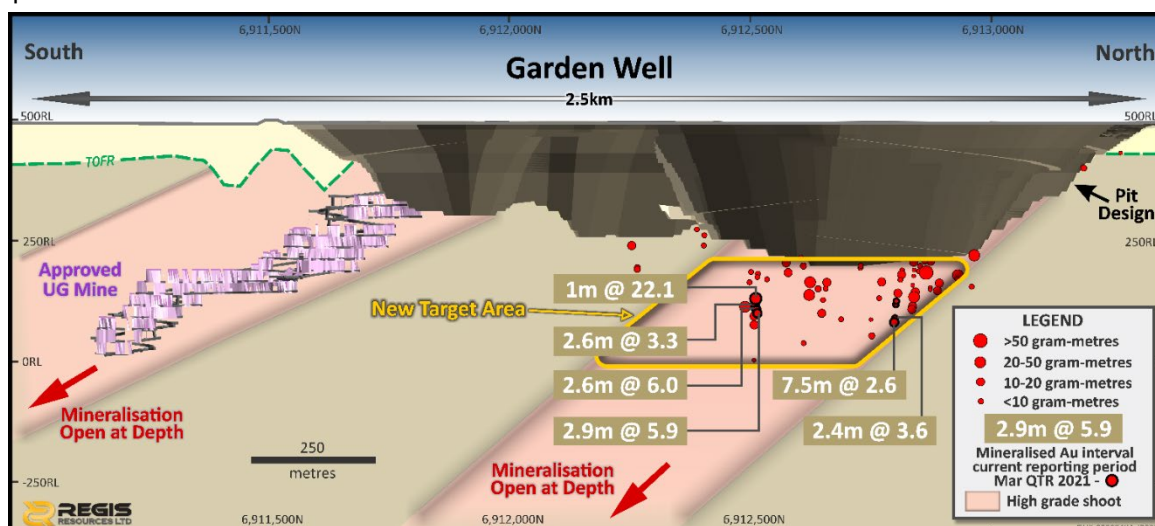 6,911,500N
6,912,000N
6,912,500N
6,913,000N
South
North
Garden Well
2.5km
500RL
500RL
TOFR
Pit
Design
250RL
250RL
Approved
UG Mine
New Target Area
1m @ 22.1
2.6m @ 3.3
2.6m @ 6.0
7.5m @ 2.6
2.9m @ 5.9
2.4m @ 3.6
0RL
Mineralisation
Open at Depth
250
metres
Mineralisation
Open at Depth
-250RL
REGIS
RESOURCES LTD
6,911,500N
6,912,000N
6,912,500N
LEGEND
>50 gram-metres
20-50 gram-metres
10-20 gram-metres
<10 gram-metres
2.9m @ 5.9
Mineralised Au interval
current reporting period
Mar QTR 2021 -
High grade shoot